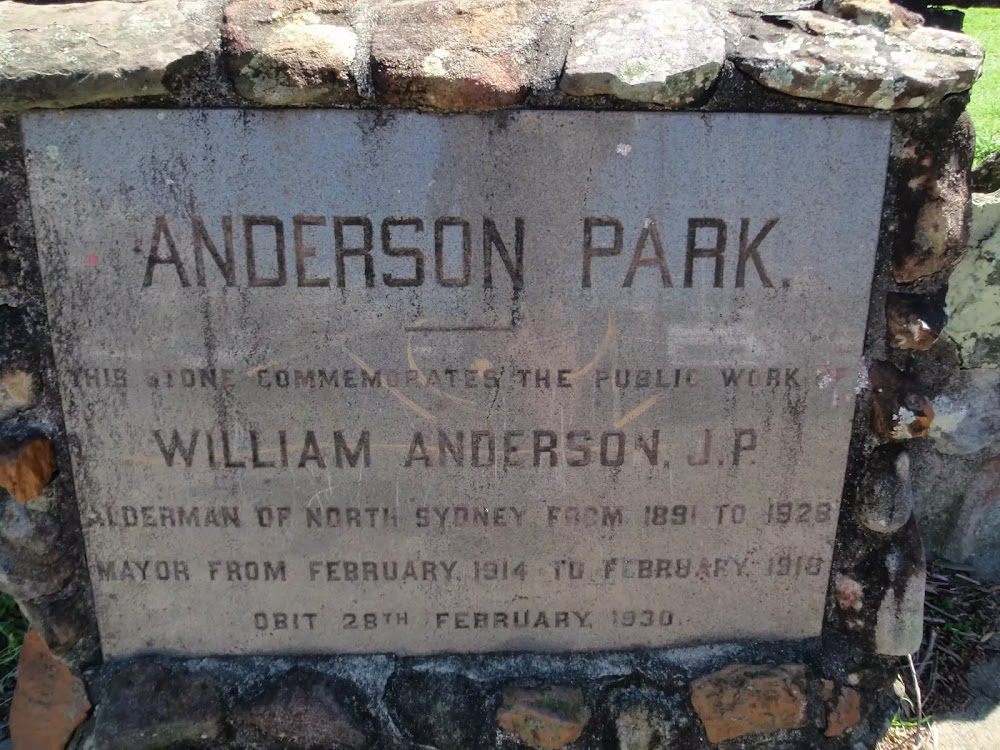 ANDERSON PARK.
THIS STONE COMMEMORATES THE PUBLIC WORK OF
WILLIAM ANDERSON, J.P.
ALDERMAN OF NORTH SYDNEY FROM 1891 TO 1928
MAYOR FROM FEBRUARY, 1914 TO FEBRUARY, 1918
OBIT 28TH FEBRUARY, 1930.